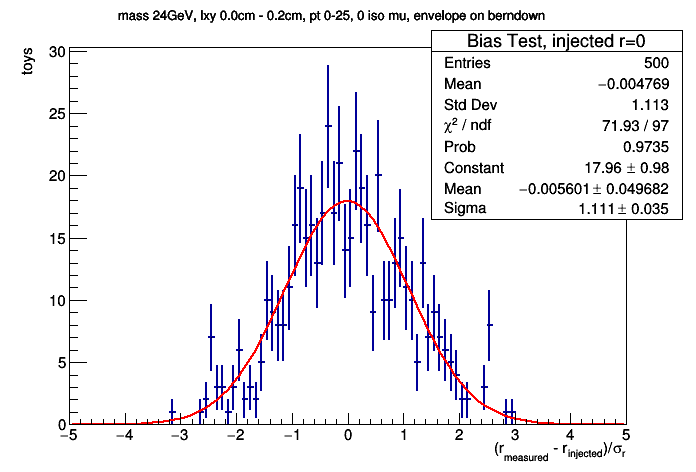 mass 24GeV, lxy 0.0cm - 0.2cm, pt 0-25, 0 iso mu, envelope on berndown
Bias Test, injected r=0
Entries 500
Mean −0.004769
Std Dev 1.113
χ² / ndf 71.93 / 97
Prob 0.9735
Constant 17.96 ± 0.98
Mean −0.005601 ± 0.049682
Sigma 1.111 ± 0.035
toys
30
25
20
15
10
5
0
−5 −4 −3 −2 −1 0 1 2 3 4 5
(r_measured - r_injected)/σ_r